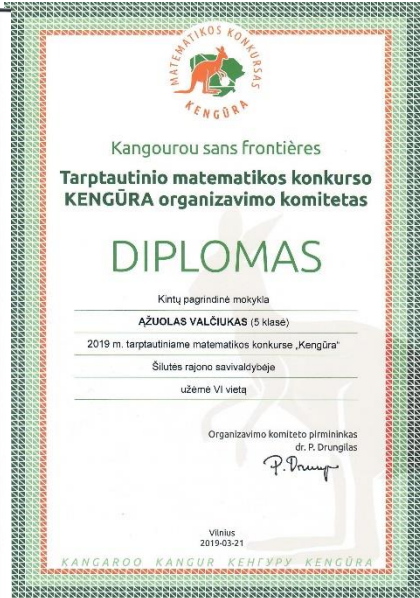 MATEMATIKOS KONKURSAS
KENGŪRA
Kangourou sans frontières
Tarptautinio matematikos konkurso
KENGŪRA organizavimo komitetas
DIPLOMAS
Kintų pagrindinė mokykla
ĄŽUOLAS VALČIUKAS (5 klasė)
2019 m. tarptautiniame matematikos konkurse „Kengūra“
Šilutės rajono savivaldybėje
užėmė VI vietą
Organizavimo komiteto pirmininkas
dr. P. Drungilas
Vilnius
2019-03-21
KANGAROO KANGUR КЕНГУРУ KENGŪRA